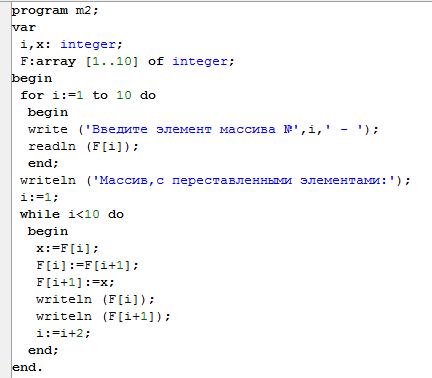 program m2;
var
i,x: integer;
F:array [1..10] of integer;
begin
for i:=1 to 10 do
begin
write ('Введите элемент массива №',i,' - ');
readln (F[i]);
end;
writeln ('Массив,с переставленными элементами:');
i:=1;
while i<10 do
begin
x:=F[i];
F[i]:=F[i+1];
F[i+1]:=x;
writeln (F[i]);
writeln (F[i+1]);
i:=i+2;
end;
end.